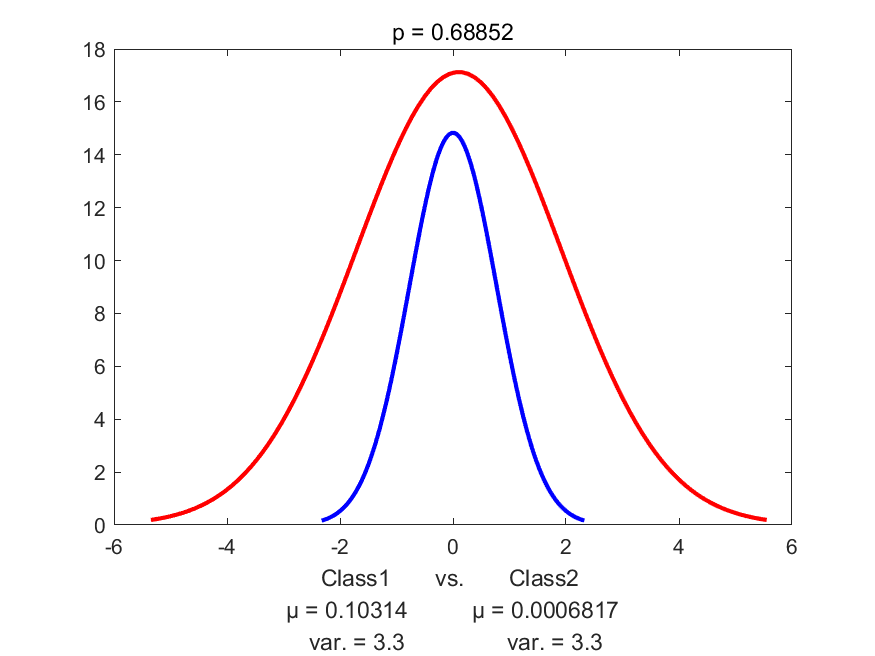 p = 0.68852
18
16
14
12
10
8
6
4
2
0
-6 -4 -2 0 2 4 6
Class1 vs. Class2
μ = 0.10314 μ = 0.0006817
var. = 3.3 var. = 3.3